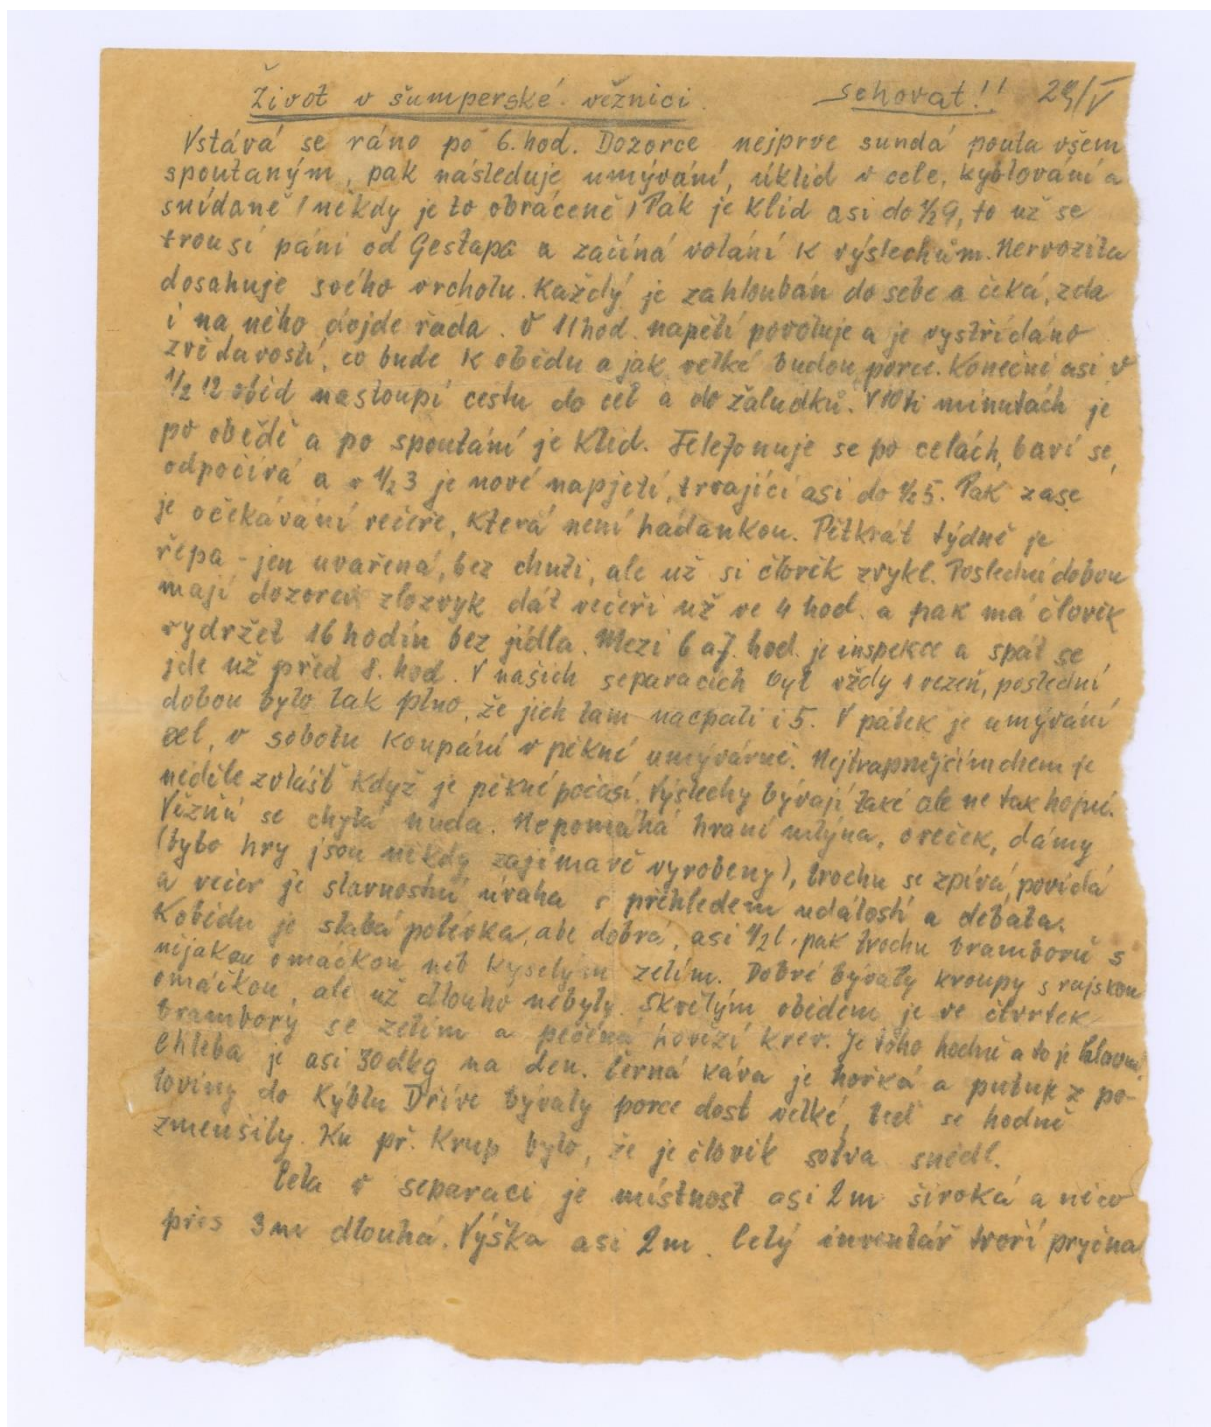 Život v šumperské věznici. schovat!! 29/V
Vstává se ráno po 6. hod. Dozorce nejprve sundá pouta všem
spoutaným, pak následuje umývání, úklid v cele, kýblování a
snídaně / někdy je to obráceně / Pak je klid asi do 1/2 9, to už se
trousí páni od Gestapa a začíná volání k výslechům. Nervozita
dosahuje svého vrcholu. Každý je zahloubán do sebe a čeká, zda
i na něho dojde řada. V 11 hod. napětí povoluje a je vystřídáno
zvědavostí, co bude k obědu a jak velké budou porce. Konečně asi v
1/2 12 oběd nastoupí cestu do cel a do žaludků. V 10ti minutách je
po obědě a po spoutání je klid. Telefonuje se po celách, baví se,
odpočívá a v 1/2 3 je nové napjetí, trvající asi do 1/2 5. Pak zase
je očekávání večeře, která není hádankou. Pětkrát týdně je
řepa - jen uvařená, bez chuti, ale už si člověk zvykl. Poslední dobou
mají dozorci zlozvyk dát večeři už ve 4 hod. a pak má člověk
vydržet 16 hodin bez jídla. Mezi 6 a 7. hod. je inspekce a spát se
jde už před 8. hod. V našich separacích byl vždy 1 vězeň, poslední
dobou bylo tak plno, že jich tam nacpali i 5. V pátek je umývání
cel, v sobotu koupání v pěkné umývárně. Nejtrapnějším dnem je
neděle zvlášť když je pěkné počasí. Výslechy bývají také ale ne tak hojné.
Vězňů se chytá nuda. Nepomáhá hraní mlýna, oveček, dámy
(tyto hry jsou někdy zajímavě vyrobeny), trochu se zpívá, povídá
a večer je slavnostní úvaha s přehledem událostí a debata.
K obědu je slabá polévka, ale dobrá, asi 1/2 l. pak trochu bramborů s
nějakou omáčkou neb kyselým zelím. Dobré bývaly kroupy s rajskou
omáčkou, ale už dlouho nebyly. Skvělým obědem je ve čtvrtek
brambory se zelím a pečená hovězí krev. Je toho hodně a to je hlavní.
Chleba je asi 30 dkg na den. Černá káva je hořká a putuje z po-
loviny do kýblu Dříve bývaly porce dost velké, teď se hodně
zmenšily. Ku př. krup bylo, že je člověk sotva snědl.
Cela v separaci je místnost asi 2 m široká a něco
přes 3 m dlouhá. Výška asi 2 m. Celý inventář tvoří pryčna